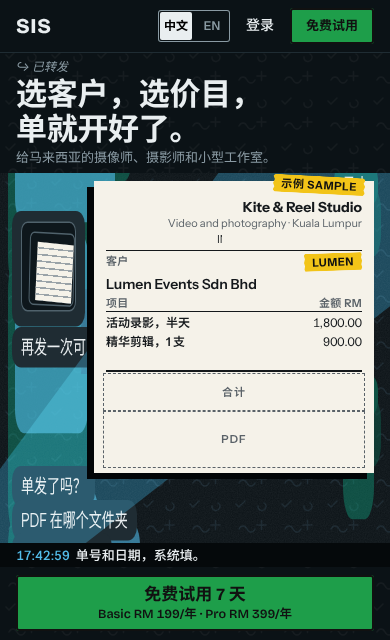 SIS
中文
EN
登录
免费试用
已转发
选客户，选价目，
单就开好了。
给马来西亚的摄像师、摄影师和小型工作室。
示例 SAMPLE
Kite & Reel Studio
Video and photography · Kuala Lumpur
客户
LUMEN
Lumen Events Sdn Bhd
项目 金额 RM
活动录影，半天 1,800.00
精华剪辑，1 支 900.00
合计
PDF
再发一次可
单发了吗?
PDF 在哪个文件夹
17:42:59 单号和日期，系统填。
免费试用 7 天
Basic RM 199/年 · Pro RM 399/年